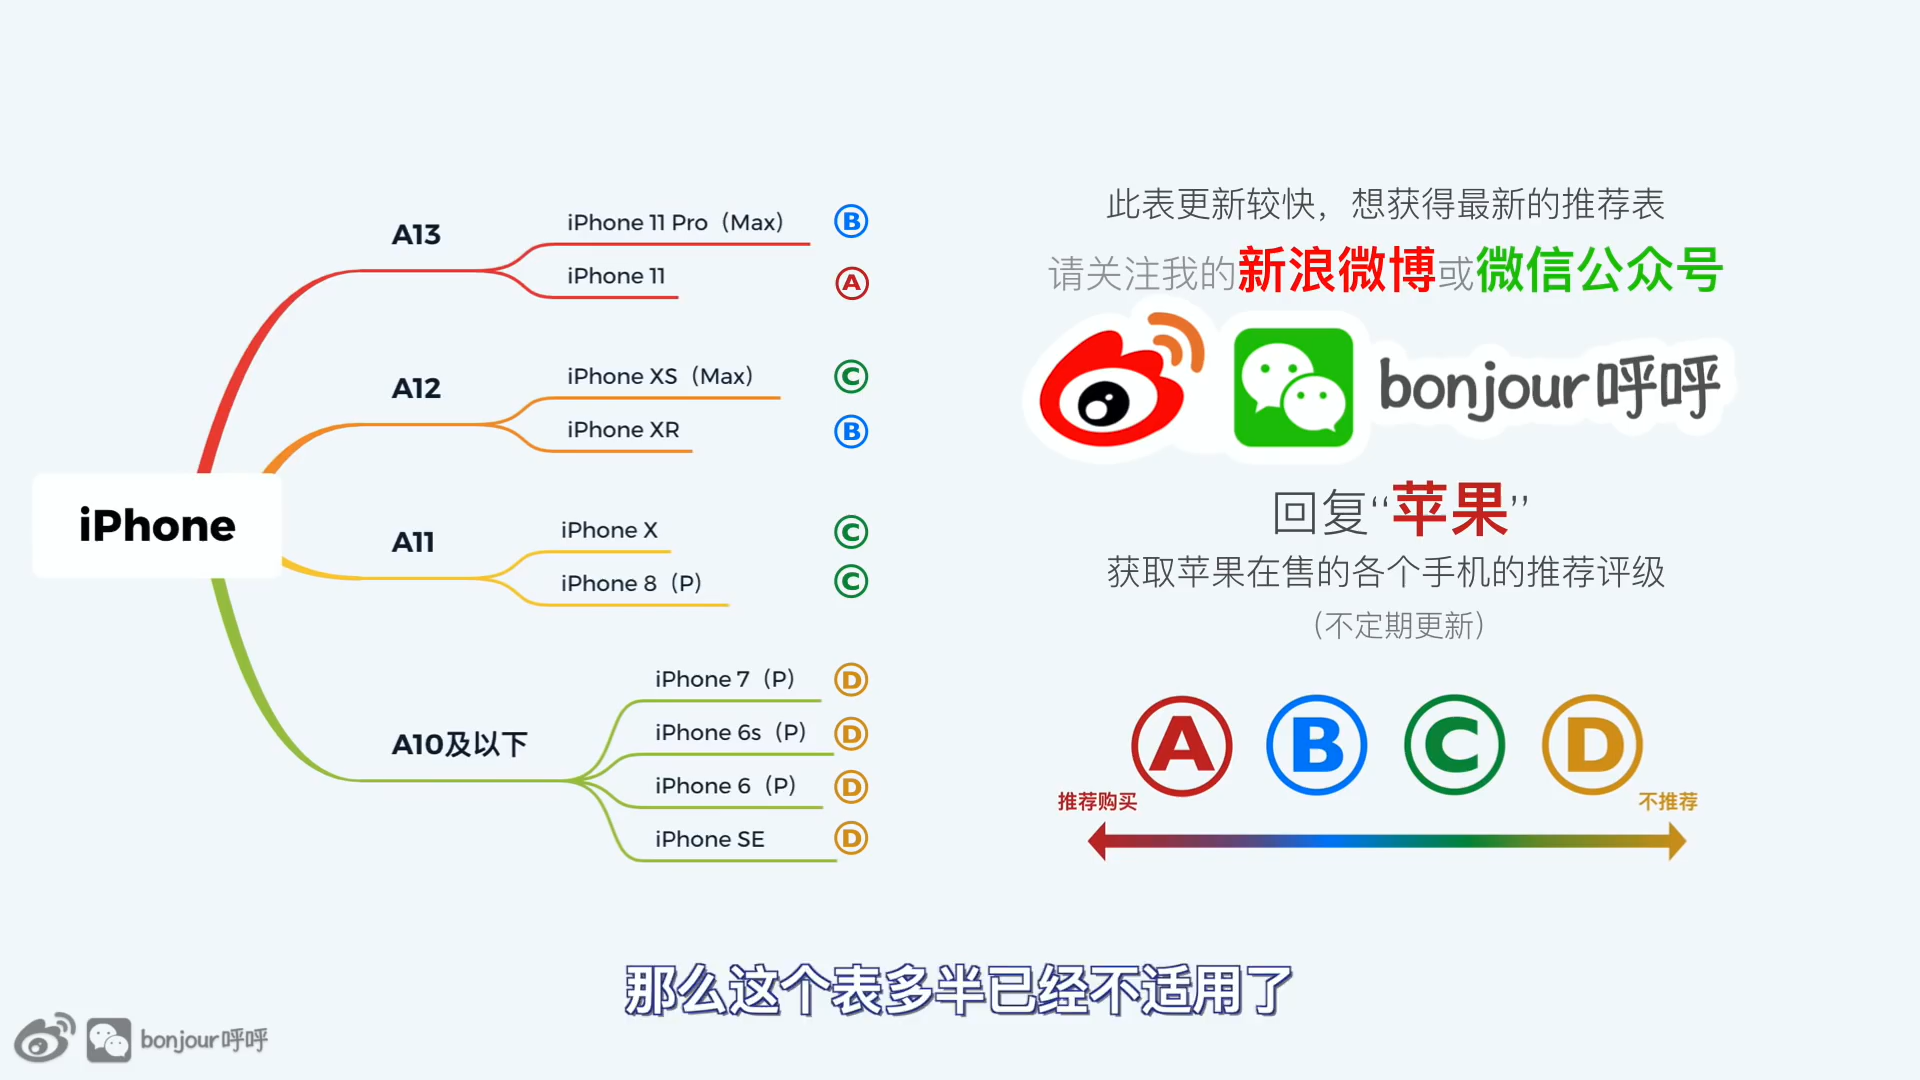 iPhone
A13
iPhone 11 Pro（Max） B
iPhone 11 A
A12
iPhone XS（Max） C
iPhone XR B
A11
iPhone X C
iPhone 8（P） C
A10及以下
iPhone 7（P） D
iPhone 6s（P） D
iPhone 6（P） D
iPhone SE D
此表更新较快，想获得最新的推荐表
请关注我的新浪微博或微信公众号
bonjour呼呼
回复“苹果”
获取苹果在售的各个手机的推荐评级
（不定期更新）
A B C D
推荐购买 不推荐
那么这个表多半已经不适用了
bonjour呼呼